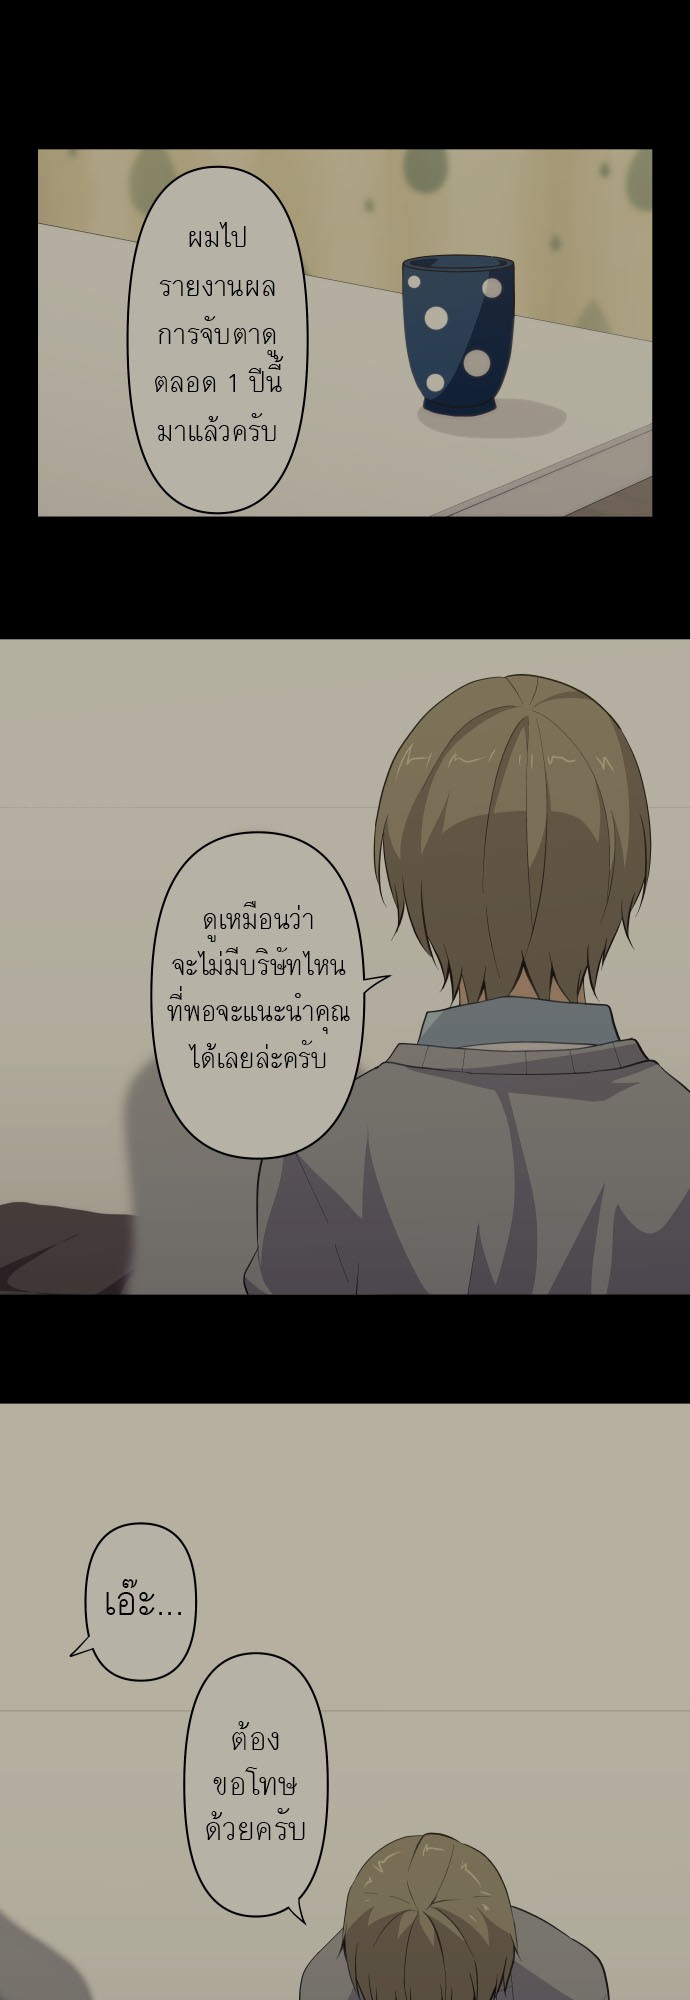 ผมไป
รายงานผล
การจับตาดู
ตลอด 1 ปีนี้
มาแล้วครับ
ดูเหมือนว่า
จะไม่มีบริษัทไหน
ที่พอจะแนะนำคุณ
ได้เลยล่ะครับ
เอ๊ะ...
ต้อง
ขอโทษ
ด้วยครับ